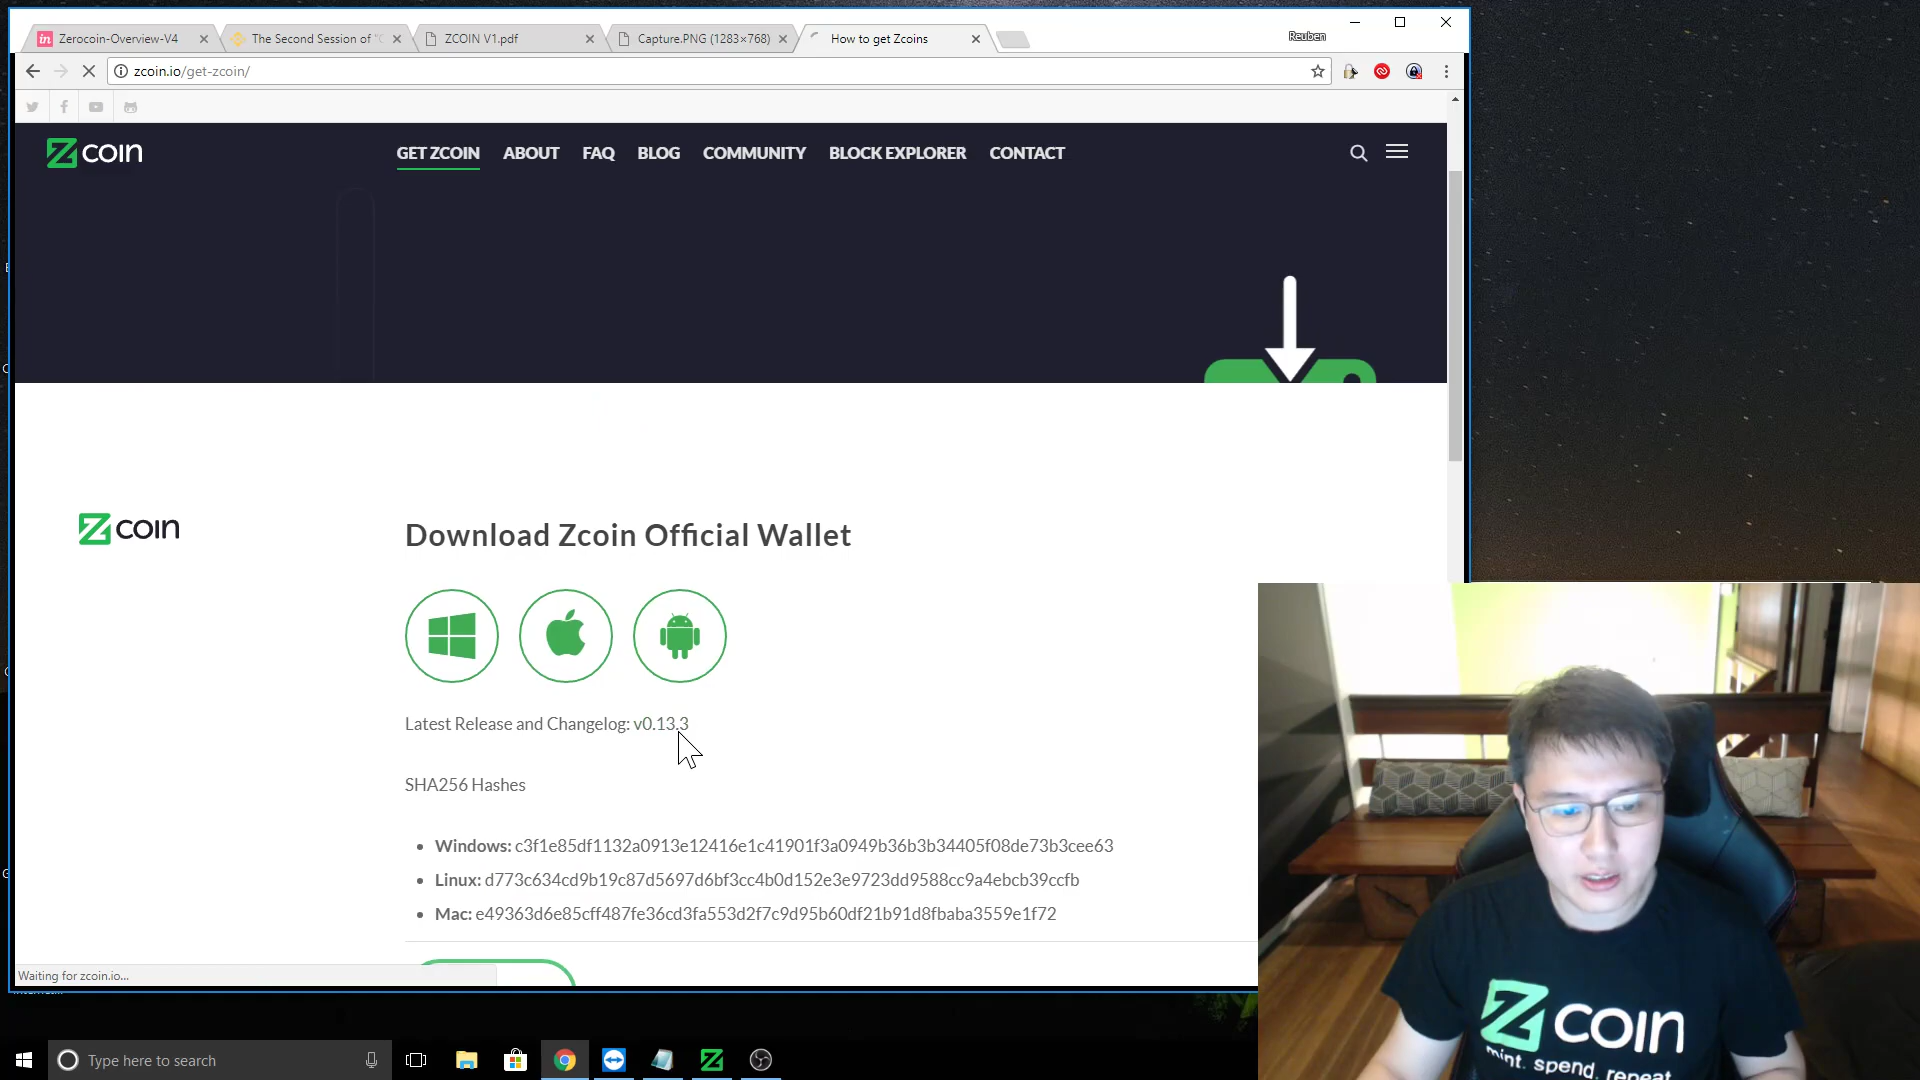 Zerocoin-Overview-V4
The Second Session of "C
ZCOIN V1.pdf
Capture.PNG (1283×768)
How to get Zcoins
Reuben
zcoin.io/get-zcoin/
Zcoin
GET ZCOIN
ABOUT
FAQ
BLOG
COMMUNITY
BLOCK EXPLORER
CONTACT
Zcoin
Download Zcoin Official Wallet
Latest Release and Changelog: v0.13.3
SHA256 Hashes
Windows: c3f1e85df1132a0913e12416e1c41901f3a0949b36b3b34405f08de73b3cee63
Linux: d773c634cd9b19c87d5697d6bf3cc4b0d152e3e9723dd9588cc9a4ebcb39ccfb
Mac: e49363d6e85cff487fe36cd3fa553d2f7c9d95b60df21b91d8fbaba3559e1f72
Waiting for zcoin.io...
Type here to search
Zcoin
mint. spend. repeat